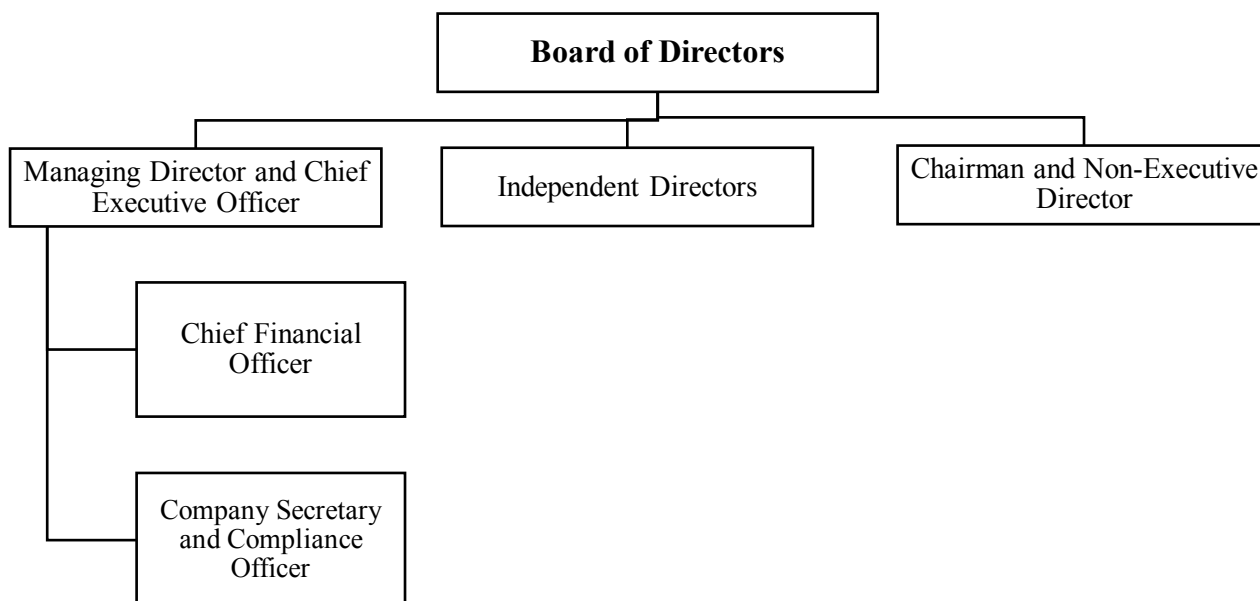 Board of Directors
Managing Director and Chief
Executive Officer
Independent Directors
Chairman and Non-Executive
Director
Chief Financial
Officer
Company Secretary
and Compliance
Officer